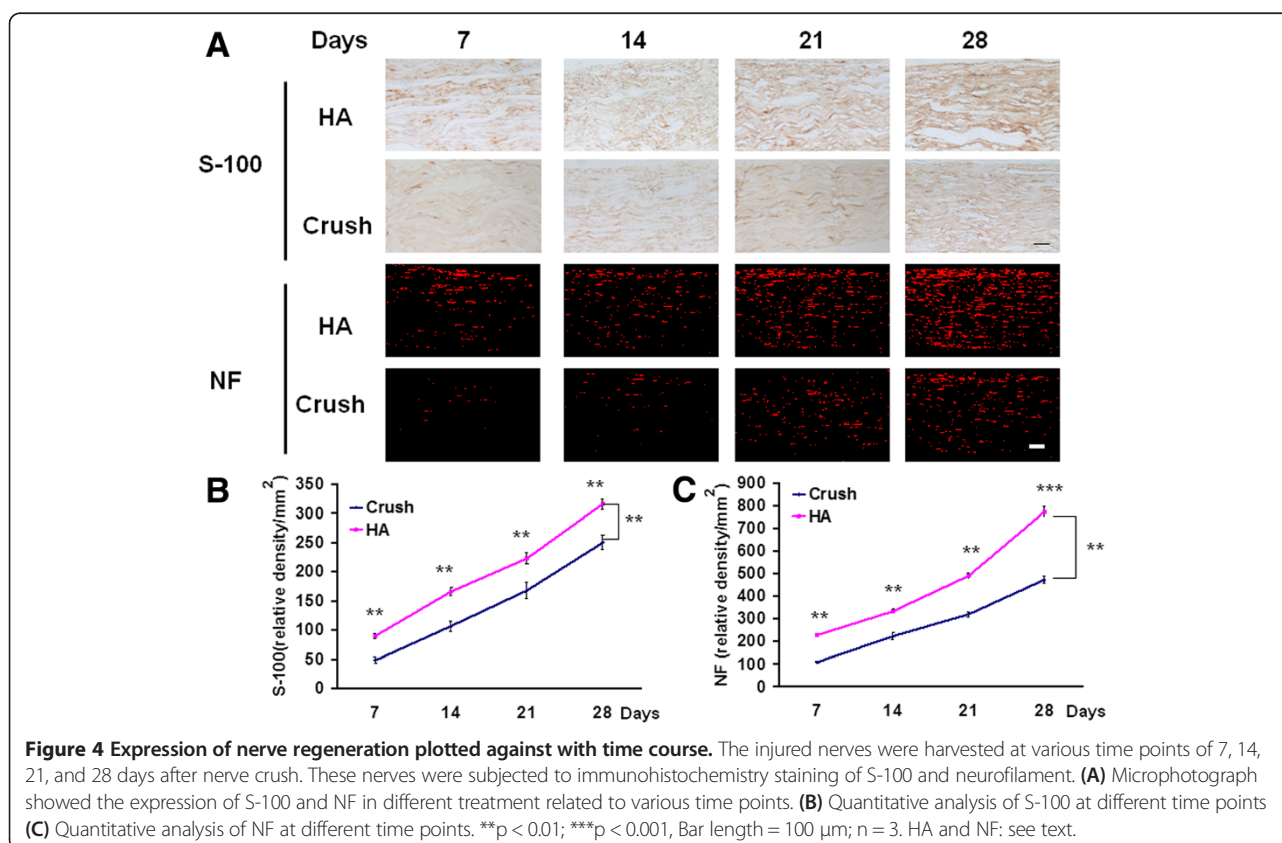 A
Days 7 14 21 28
HA
S-100
Crush
HA
NF
Crush
B
S-100(relative density/mm²)
350
300
250
200
150
100
50
0
Crush
HA
**
**
**
**
**
7 14 21 28 Days
C
NF (relative density/mm²)
900
800
700
600
500
400
300
200
100
0
Crush
HA
**
**
**
***
**
7 14 21 28 Days
Figure 4 Expression of nerve regeneration plotted against with time course. The injured nerves were harvested at various time points of 7, 14,
21, and 28 days after nerve crush. These nerves were subjected to immunohistochemistry staining of S-100 and neurofilament. (A) Microphotograph
showed the expression of S-100 and NF in different treatment related to various time points. (B) Quantitative analysis of S-100 at different time points
(C) Quantitative analysis of NF at different time points. **p < 0.01; ***p < 0.001, Bar length = 100 μm; n = 3. HA and NF: see text.